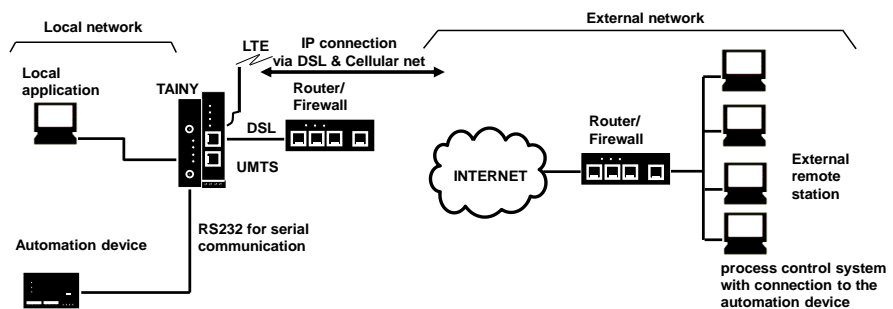 Local network
External network
LTE
IP connection
via DSL & Cellular net
Local
application
TAINY
Router/
Firewall
DSL
UMTS
Router/
Firewall
INTERNET
External
remote
station
RS232 for serial
communication
Automation device
process control system
with connection to the
automation device